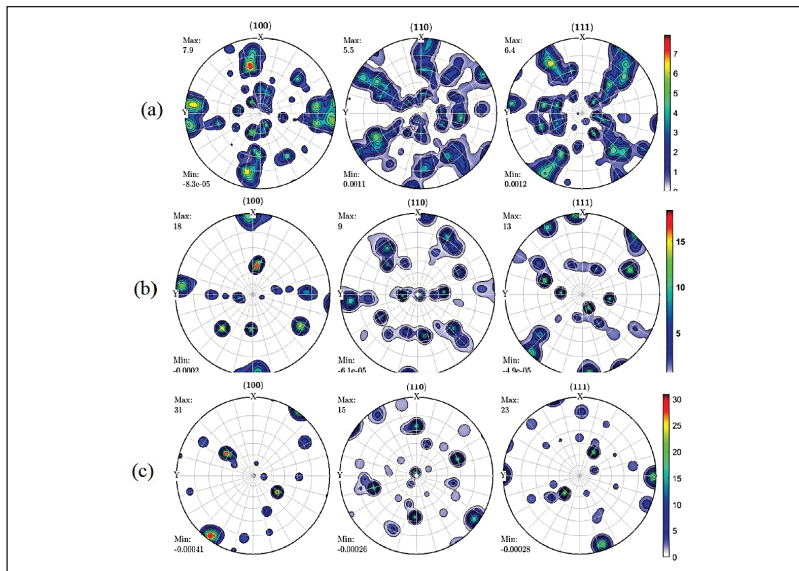 (100)
(110)
(111)
Max:
7.9
X
Max:
5.5
X
Max:
6.4
X
(a)
Y
Y
Y
Min:
-8.3e-05
Min:
0.0011
Min:
0.0012
7
6
5
4
3
2
1
0
(100)
(110)
(111)
Max:
18
X
Max:
9
X
Max:
13
X
(b)
Y
Y
Y
Min:
-0.0002
Min:
-6.1e-05
Min:
-4.9e-05
15
10
5
(100)
(110)
(111)
Max:
31
X
Max:
15
X
Max:
23
X
(c)
Y
Y
Y
Min:
-0.00041
Min:
-0.00026
Min:
-0.00028
30
25
20
15
10
5
0